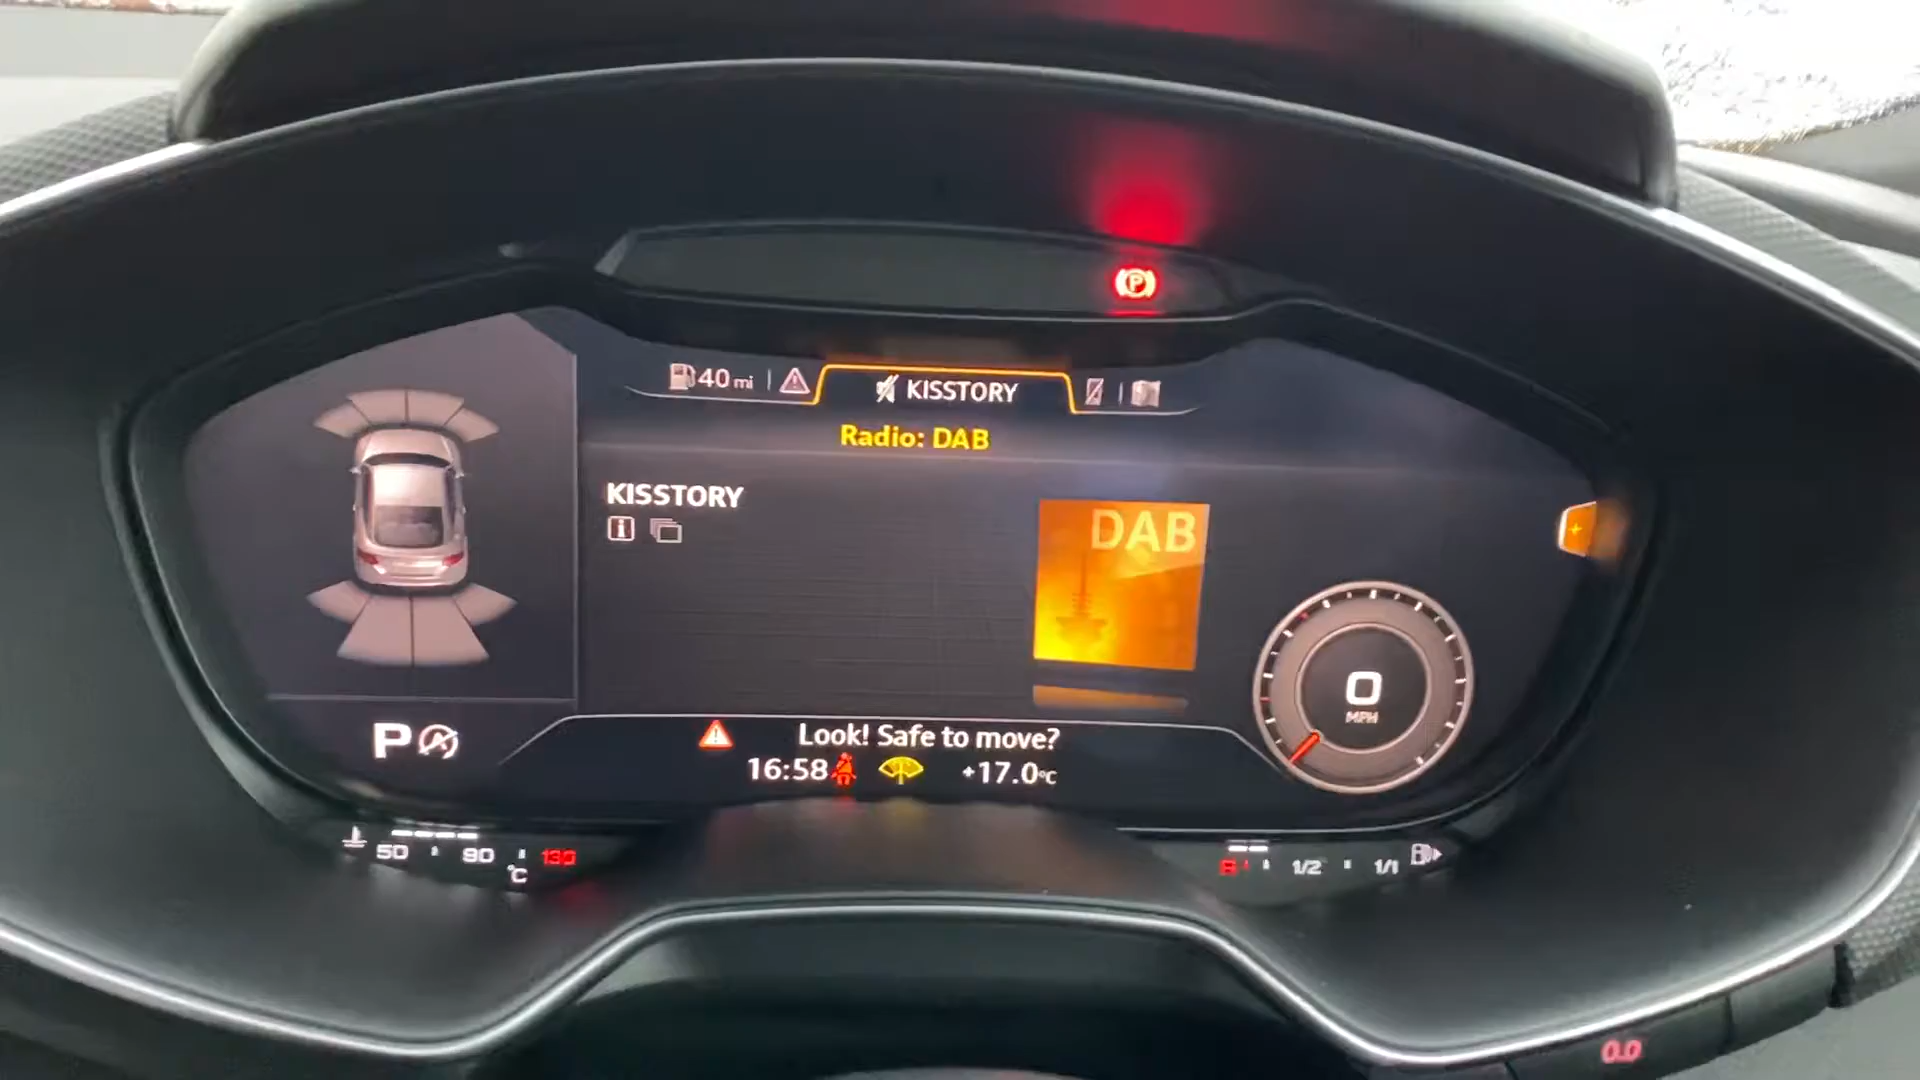 P
40 mi
KISSTORY
Radio: DAB
KISSTORY
i
DAB
0
MPH
P
Look! Safe to move?
16:58
+17.0°C
50 90 130
°C
R 1/2 1/1
0.0